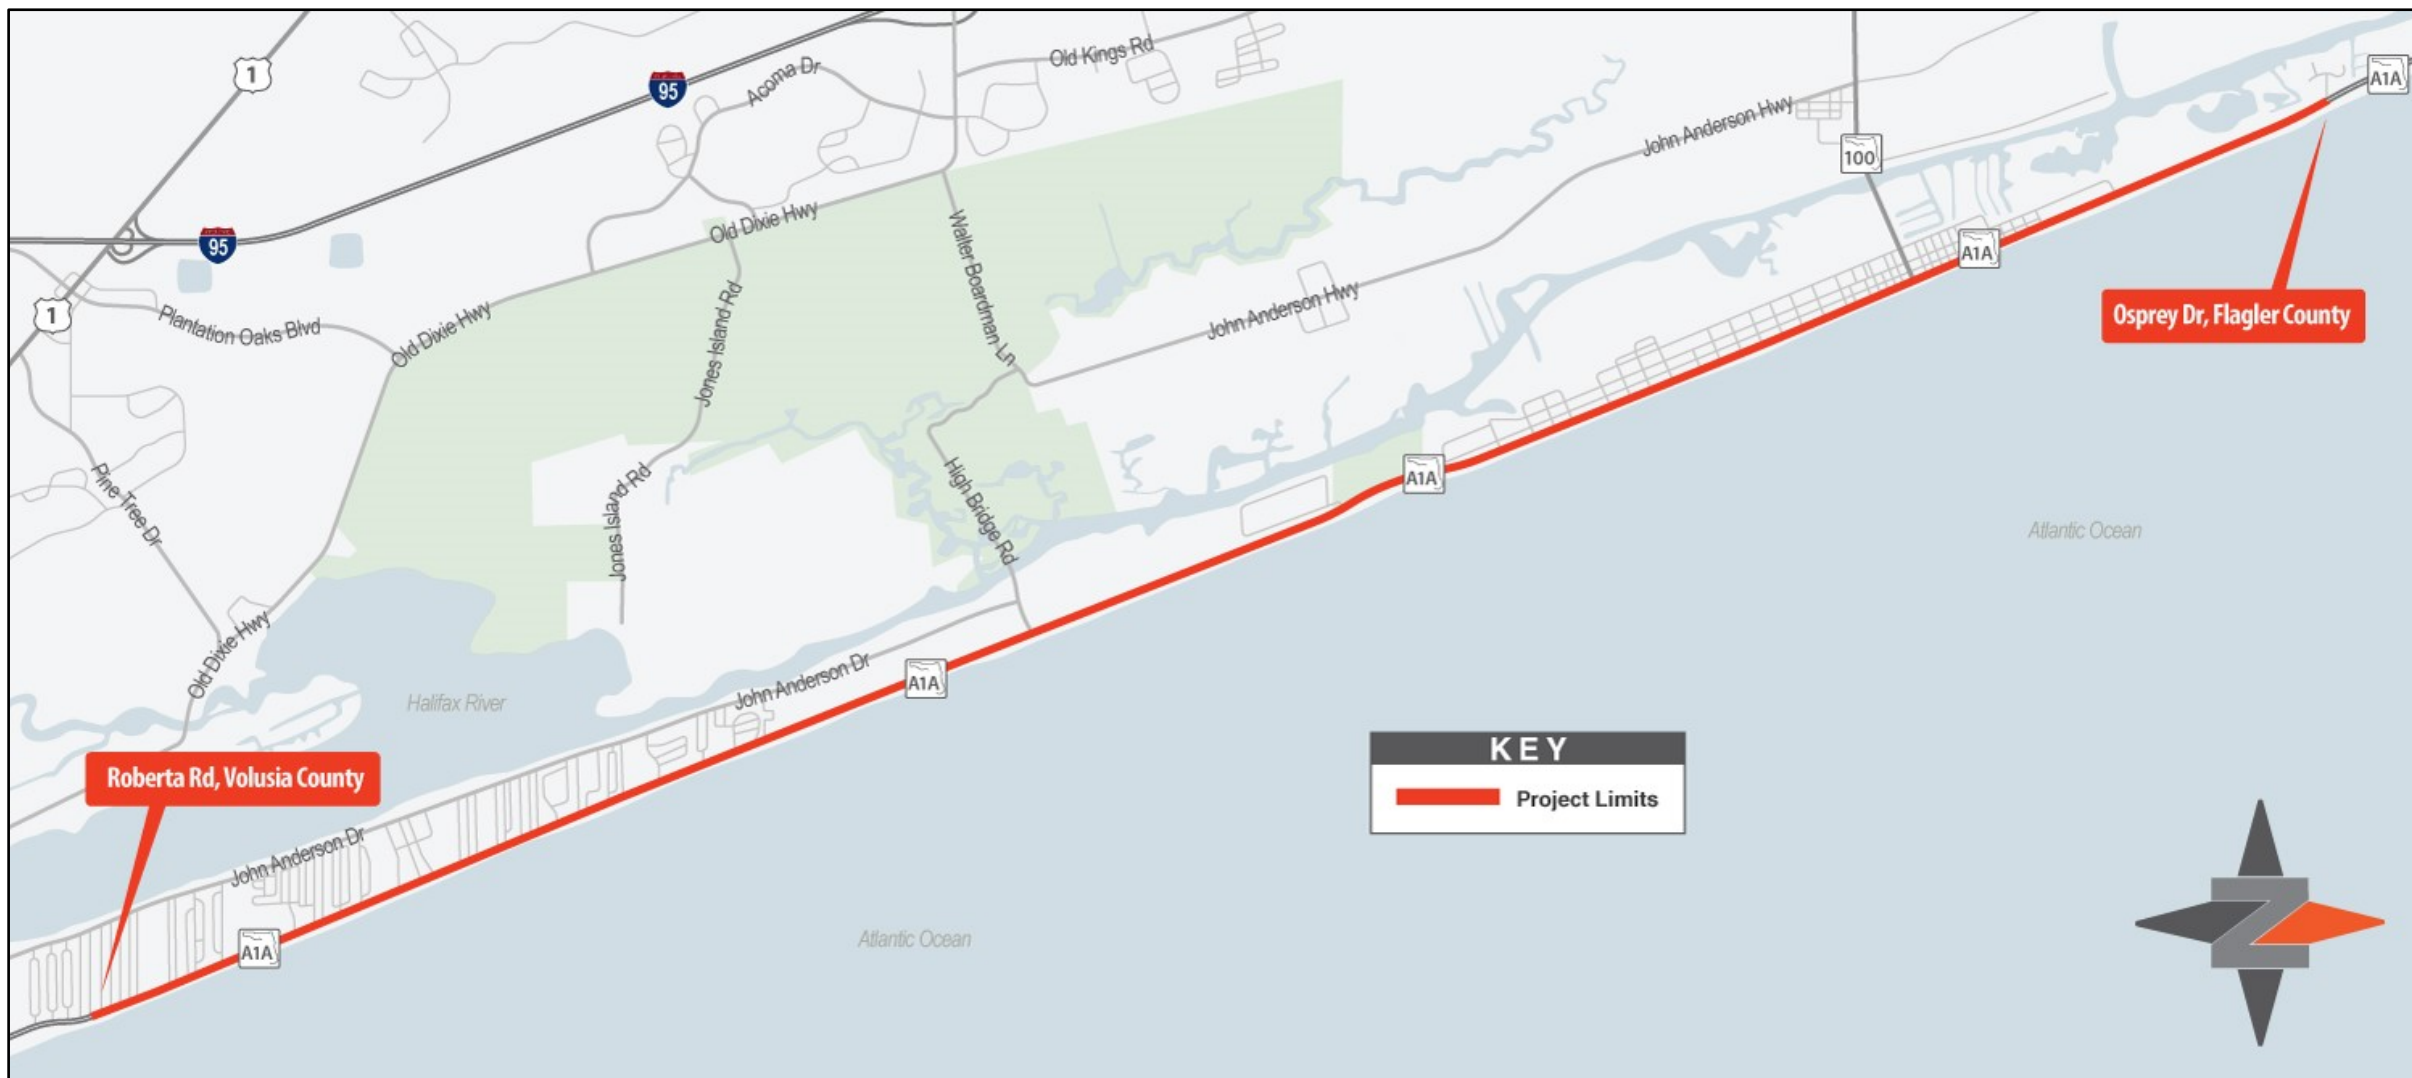 1
95
Acoma Dr
Old Kings Rd
A1A
John Anderson Hwy
100
Old Dixie Hwy
Walter Boardman Ln
95
A1A
1
Plantation Oaks Blvd
Old Dixie Hwy
Jones Island Rd
John Anderson Hwy
Osprey Dr, Flagler County
Pine Tree Dr
Jones Island Rd
High Bridge Rd
A1A
Atlantic Ocean
Old Dixie Hwy
Halifax River
John Anderson Dr
A1A
Roberta Rd, Volusia County
KEY
Project Limits
John Anderson Dr
A1A
Atlantic Ocean
N